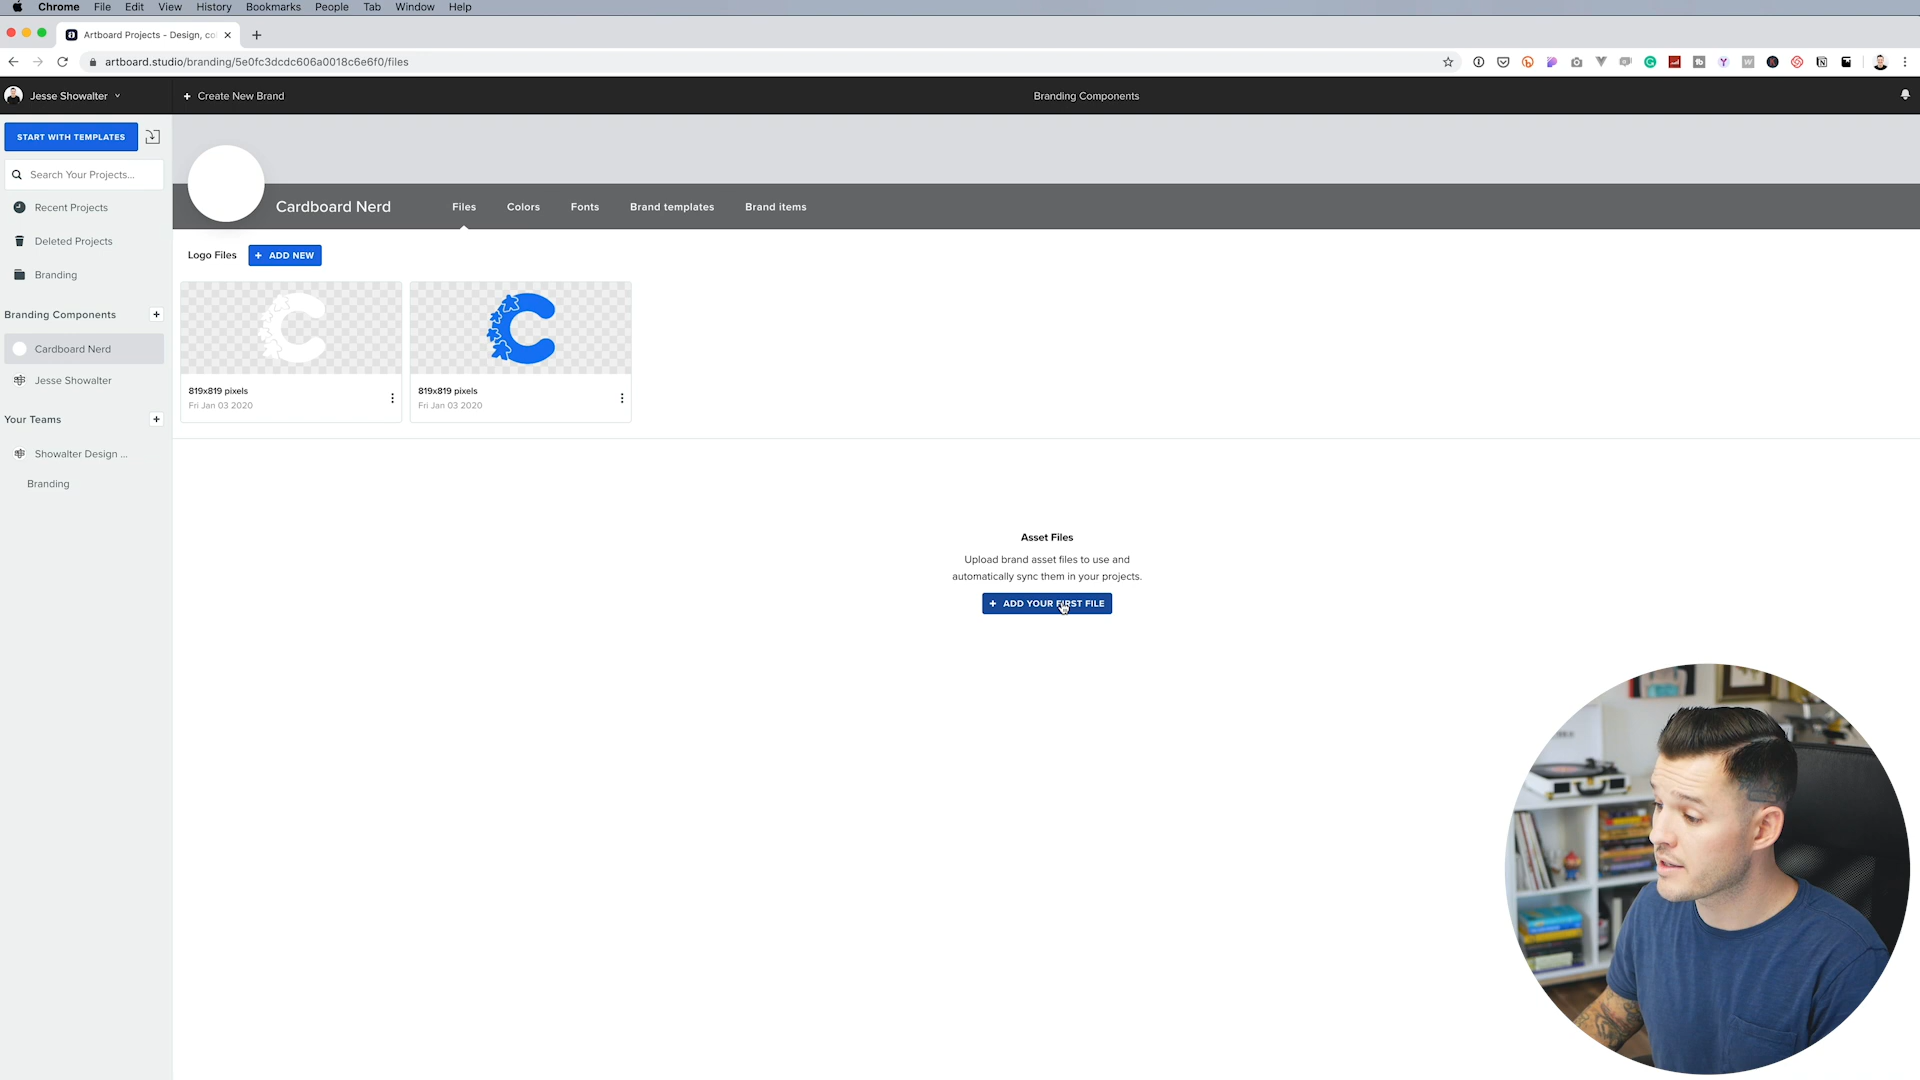 Chrome File Edit View History Bookmarks People Tab Window Help
Artboard Projects - Design, co
artboard.studio/branding/5e0fc3dcdc606a0018c6e6f0/files
Jesse Showalter
+ Create New Brand
Branding Components
START WITH TEMPLATES
Search Your Projects...
Recent Projects
Deleted Projects
Branding
Branding Components +
Cardboard Nerd
Jesse Showalter
Your Teams +
Showalter Design ...
Branding
Cardboard Nerd
Files Colors Fonts Brand templates Brand items
Logo Files
+ ADD NEW
819x819 pixels
Fri Jan 03 2020
819x819 pixels
Fri Jan 03 2020
Asset Files
Upload brand asset files to use and
automatically sync them in your projects.
+ ADD YOUR FIRST FILE